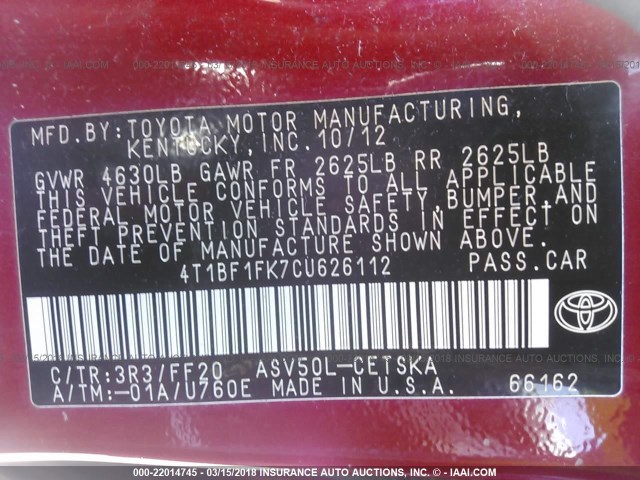 MFD.BY:TOYOTA MOTOR MANUFACTURING,
KENTUCKY, INC. 10/12
GVWR 4630LB GAWR FR 2625LB RR 2625LB
THIS VEHICLE CONFORMS TO ALL APPLICABLE
FEDERAL MOTOR VEHICLE SAFETY,BUMPER,AND
THEFT PREVENTION STANDARDS IN EFFECT ON
THE DATE OF MANUFACTURE SHOWN ABOVE.
4T1BF1FK7CU626112 PASS.CAR
C/TR:3R3/FF20 ASV50L-CETSKA
A/TM:-01A/U760E MADE IN U.S.A. 66162
000-22014745 - 03/15/2018 INSURANCE AUTO AUCTIONS, INC. - IAAI.COM